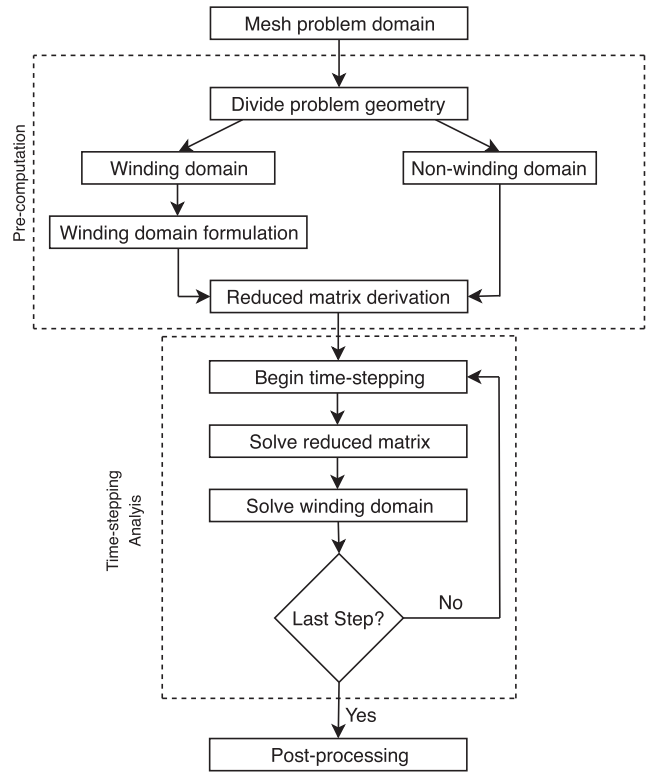 Mesh problem domain
Pre-computation
Divide problem geometry
Winding domain
Non-winding domain
Winding domain formulation
Reduced matrix derivation
Time-stepping
Analyis
Begin time-stepping
Solve reduced matrix
Solve winding domain
Last Step?
No
Yes
Post-processing